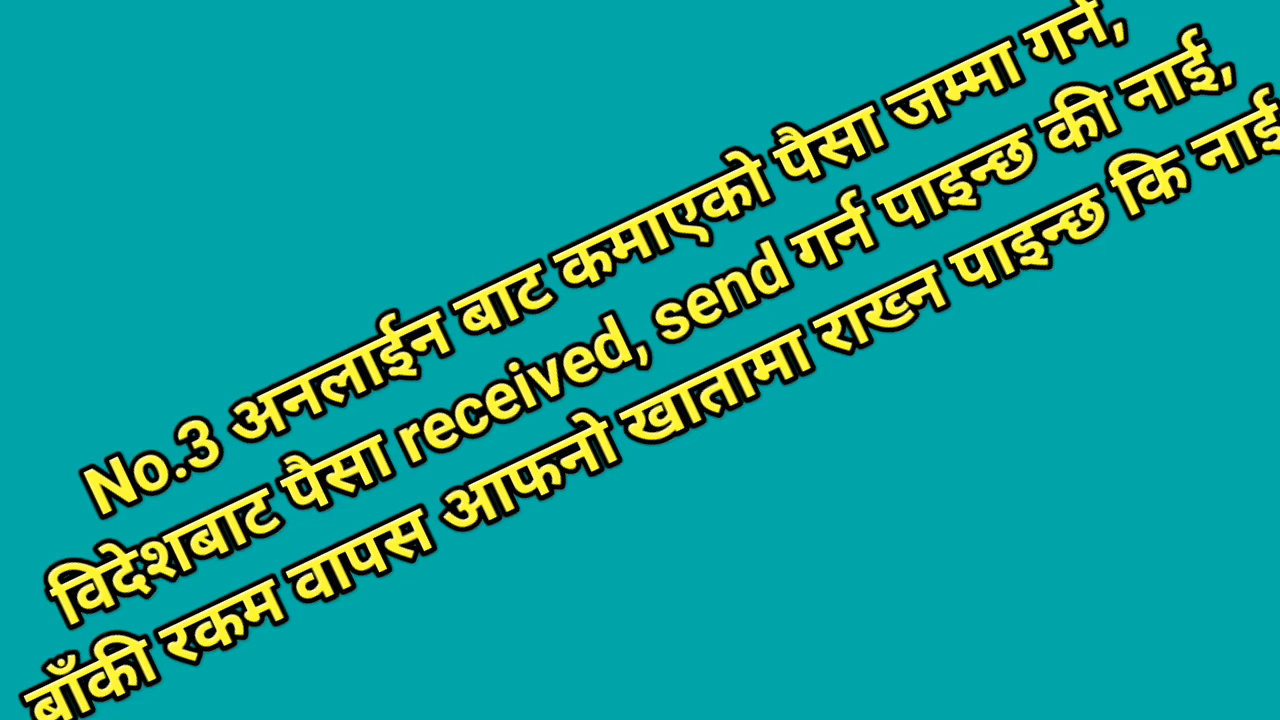 No.3 अनलाईन बाट कमाएको पैसा जम्मा गर्ने,
विदेशबाट पैसा received, send गर्न पाइन्छ की नाई,
बाँकी रकम वापस आफनो खातामा राख्न पाइन्छ कि नाई